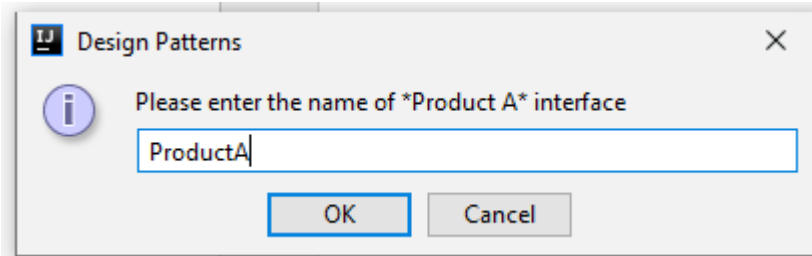 IJ
Design Patterns
Please enter the name of *Product A* interface
ProductA
OK Cancel